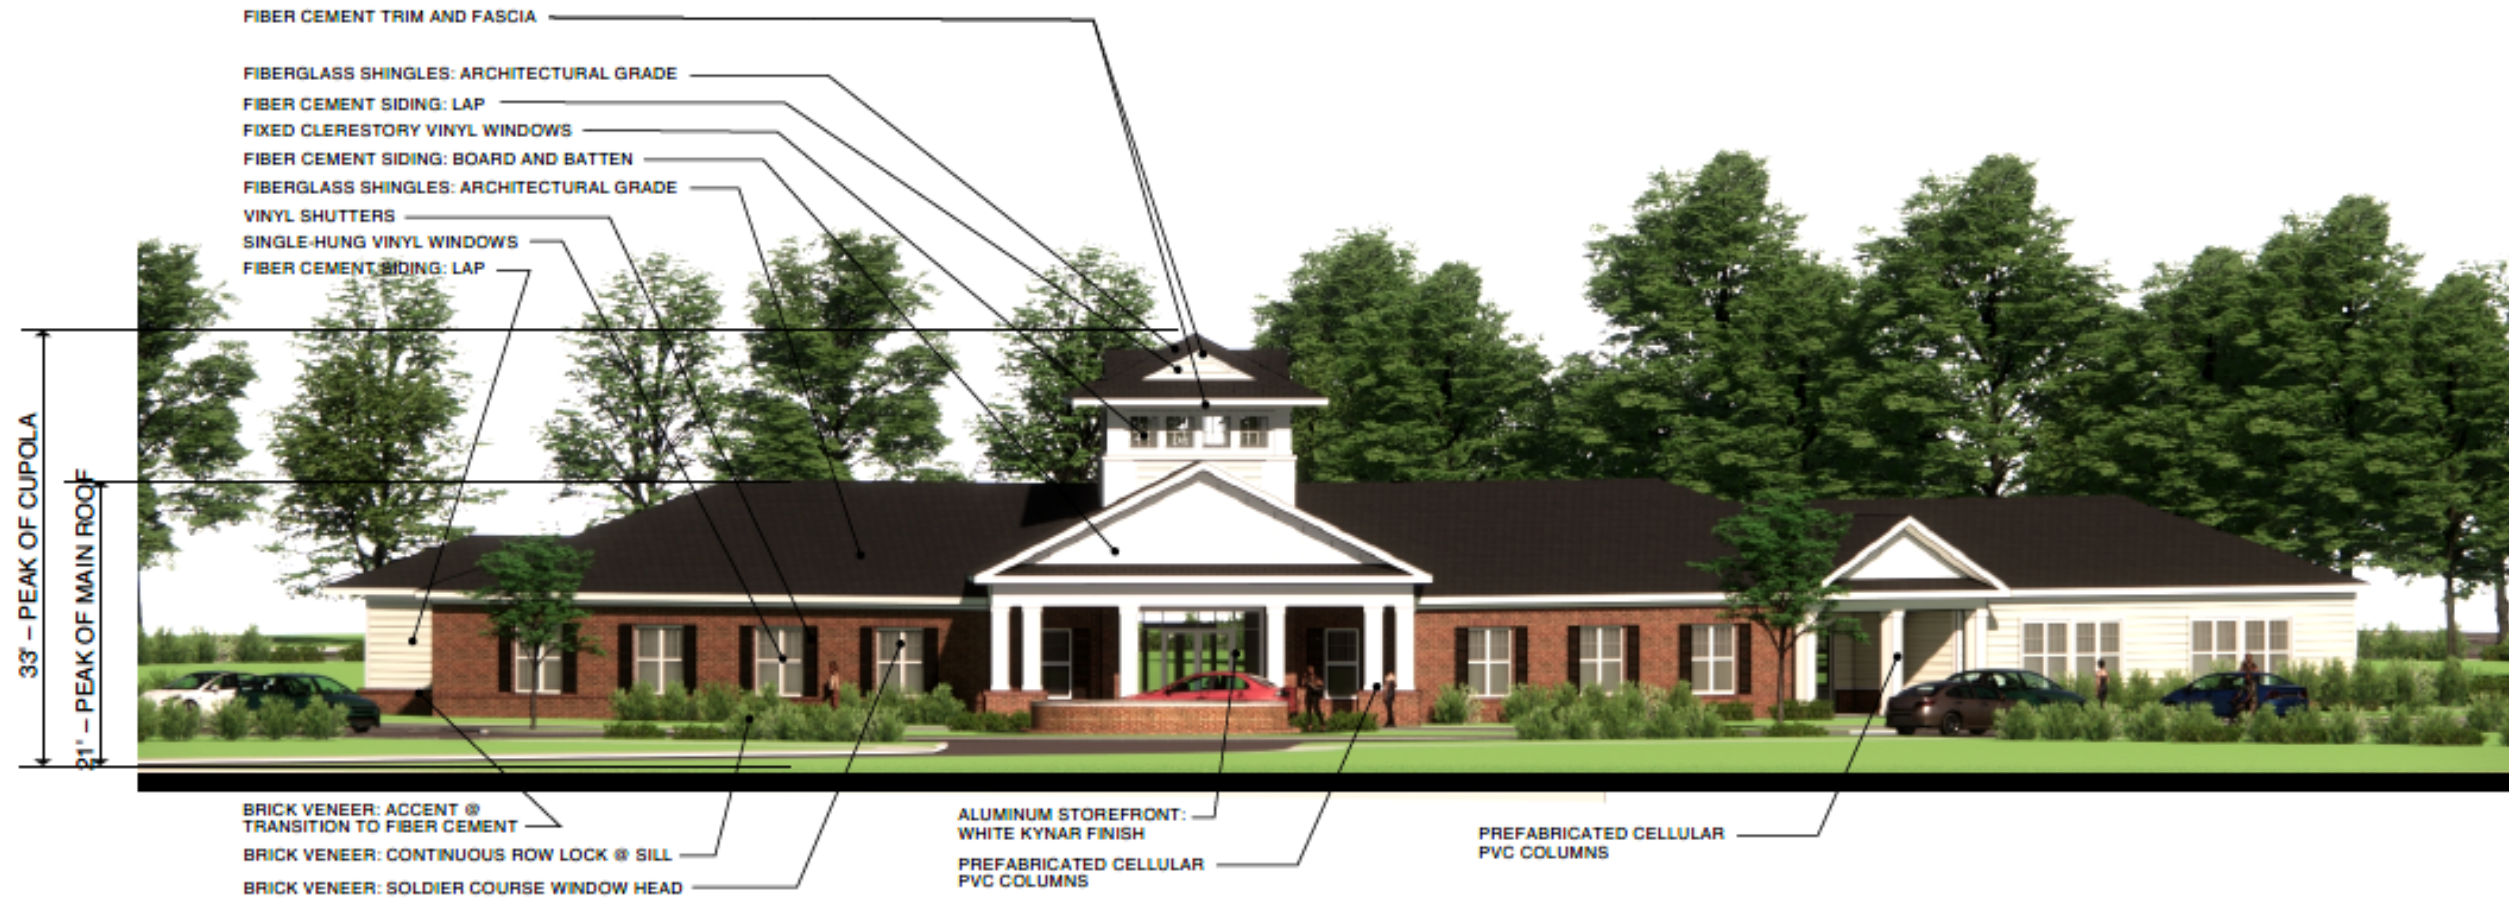 FIBER CEMENT TRIM AND FASCIA
FIBERGLASS SHINGLES: ARCHITECTURAL GRADE
FIBER CEMENT SIDING: LAP
FIXED CLERESTORY VINYL WINDOWS
FIBER CEMENT SIDING: BOARD AND BATTEN
FIBERGLASS SHINGLES: ARCHITECTURAL GRADE
VINYL SHUTTERS
SINGLE-HUNG VINYL WINDOWS
FIBER CEMENT SIDING: LAP
33' – PEAK OF CUPOLA
21' – PEAK OF MAIN ROOF
BRICK VENEER: ACCENT @
TRANSITION TO FIBER CEMENT
BRICK VENEER: CONTINUOUS ROW LOCK @ SILL
BRICK VENEER: SOLDIER COURSE WINDOW HEAD
ALUMINUM STOREFRONT:
WHITE KYNAR FINISH
PREFABRICATED CELLULAR
PVC COLUMNS
PREFABRICATED CELLULAR
PVC COLUMNS